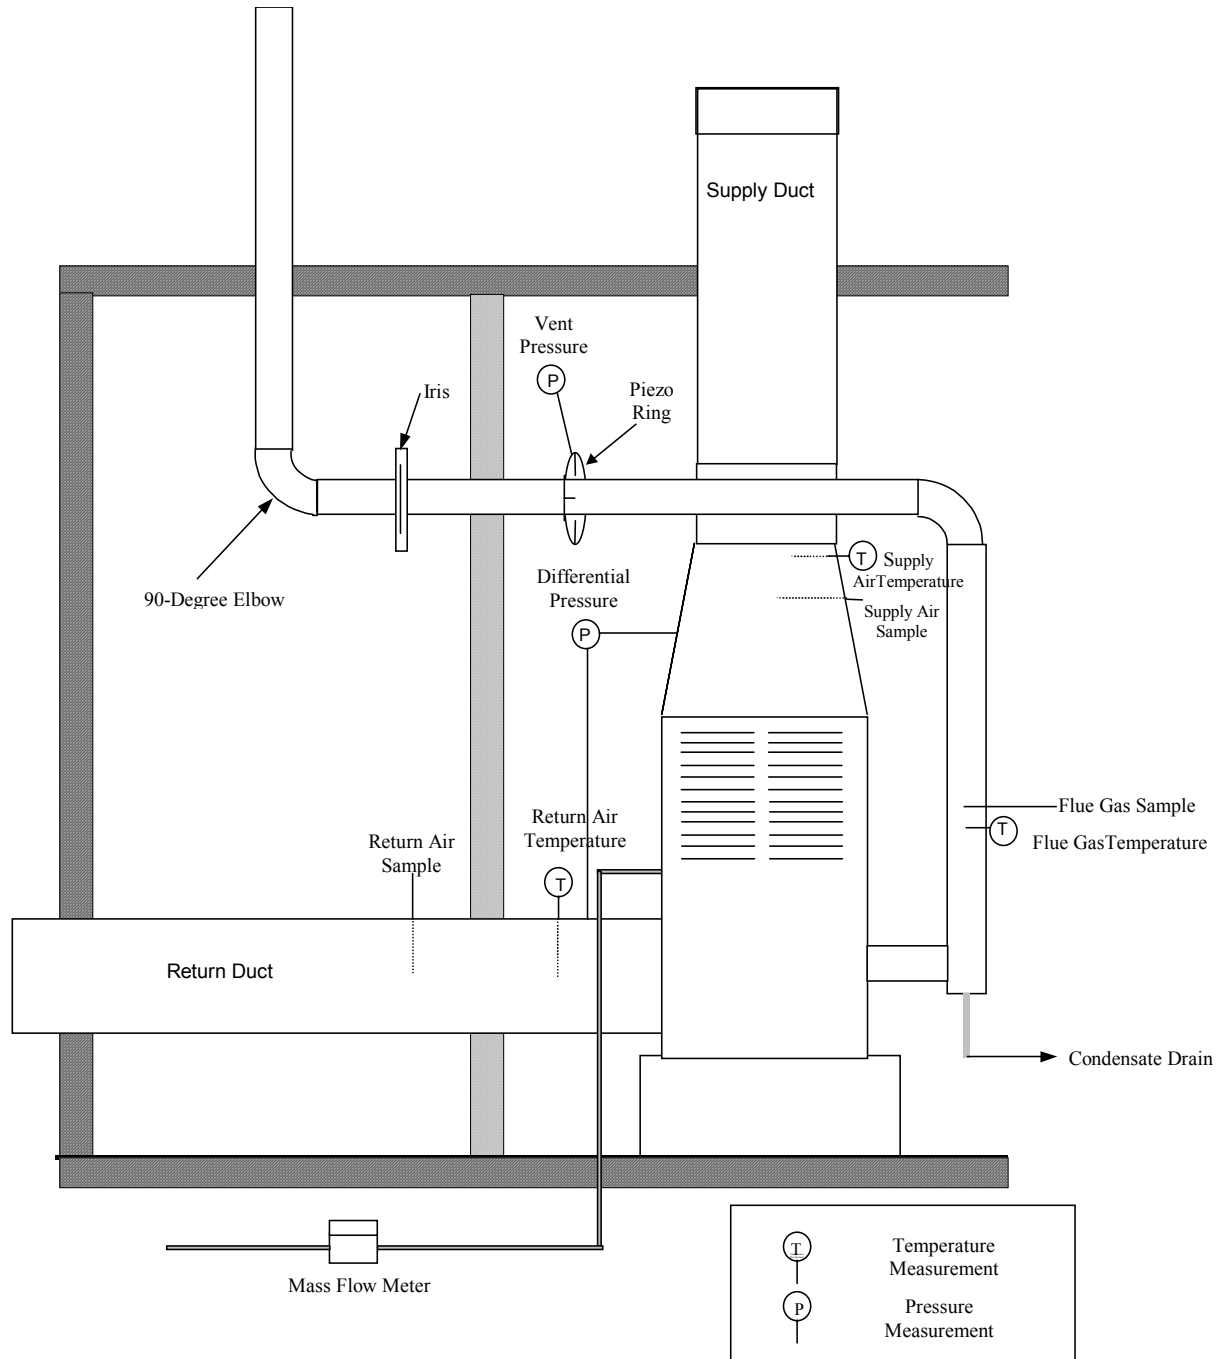 Supply Duct
Vent
Pressure
P
Iris
Piezo
Ring
90-Degree Elbow
Differential
Pressure
P
T
Supply
AirTemperature
Supply Air
Sample
Flue Gas Sample
T
Flue GasTemperature
Return Air
Sample
Return Air
Temperature
T
Return Duct
Condensate Drain
Mass Flow Meter
T
Temperature
Measurement
P
Pressure
Measurement